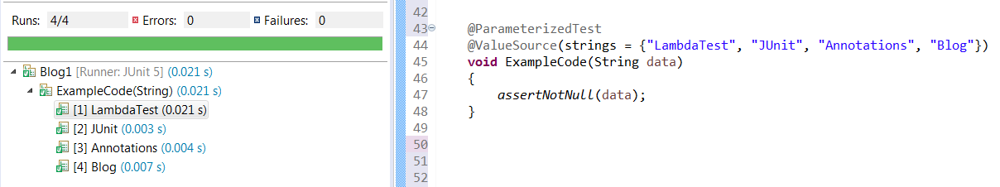 Runs: 4/4 Errors: 0 Failures: 0
Blog1 [Runner: JUnit 5] (0.021 s)
ExampleCode(String) (0.021 s)
[1] LambdaTest (0.021 s)
[2] JUnit (0.003 s)
[3] Annotations (0.004 s)
[4] Blog (0.007 s)
42
43 @ParameterizedTest
44 @ValueSource(strings = {"LambdaTest", "JUnit", "Annotations", "Blog"})
45 void ExampleCode(String data)
46 {
47 assertNotNull(data);
48 }
49
50
51
52